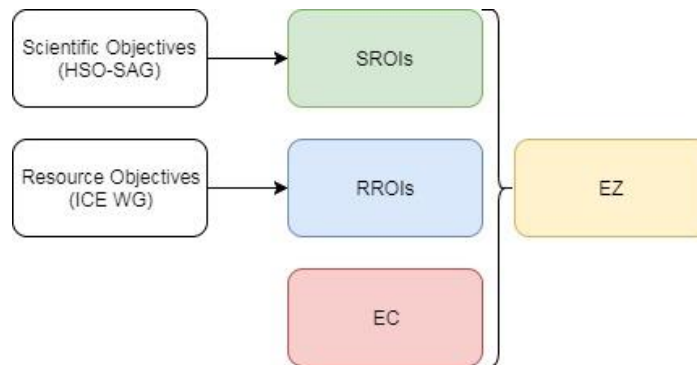 Scientific Objectives
(HSO-SAG)
SROIs
Resource Objectives
(ICE WG)
RROIs
EZ
EC